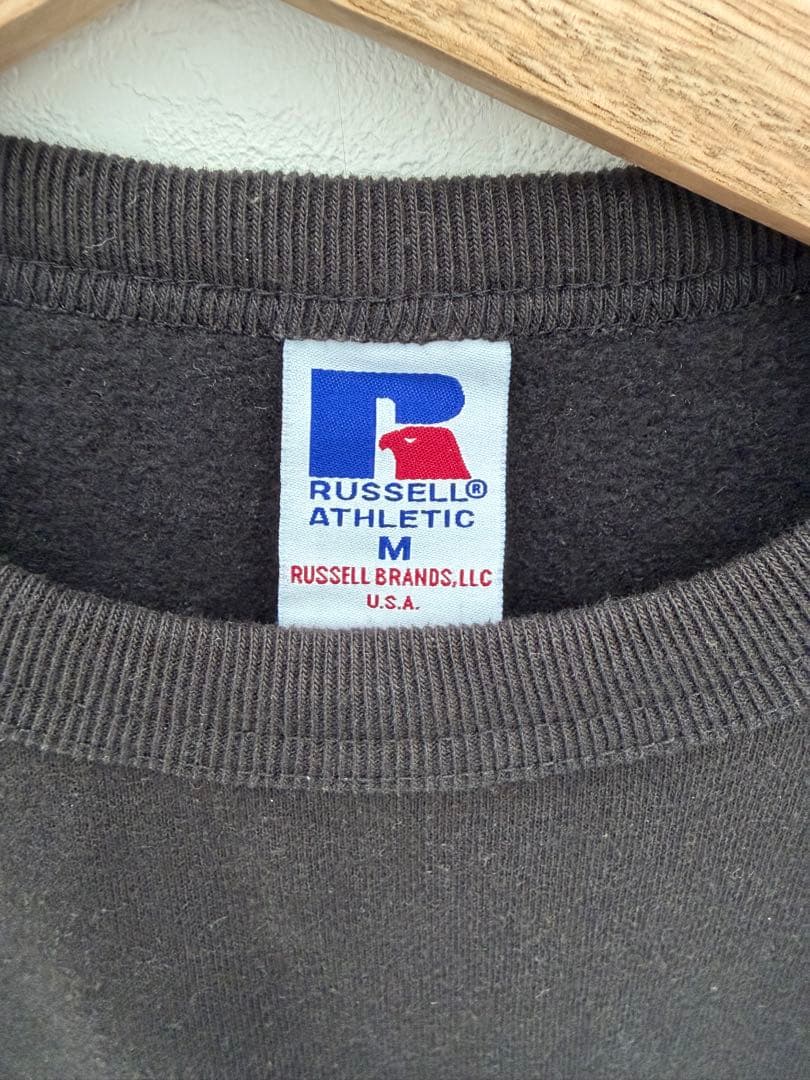 RUSSELL®
ATHLETIC
M
RUSSELL BRANDS, LLC
U.S.A.